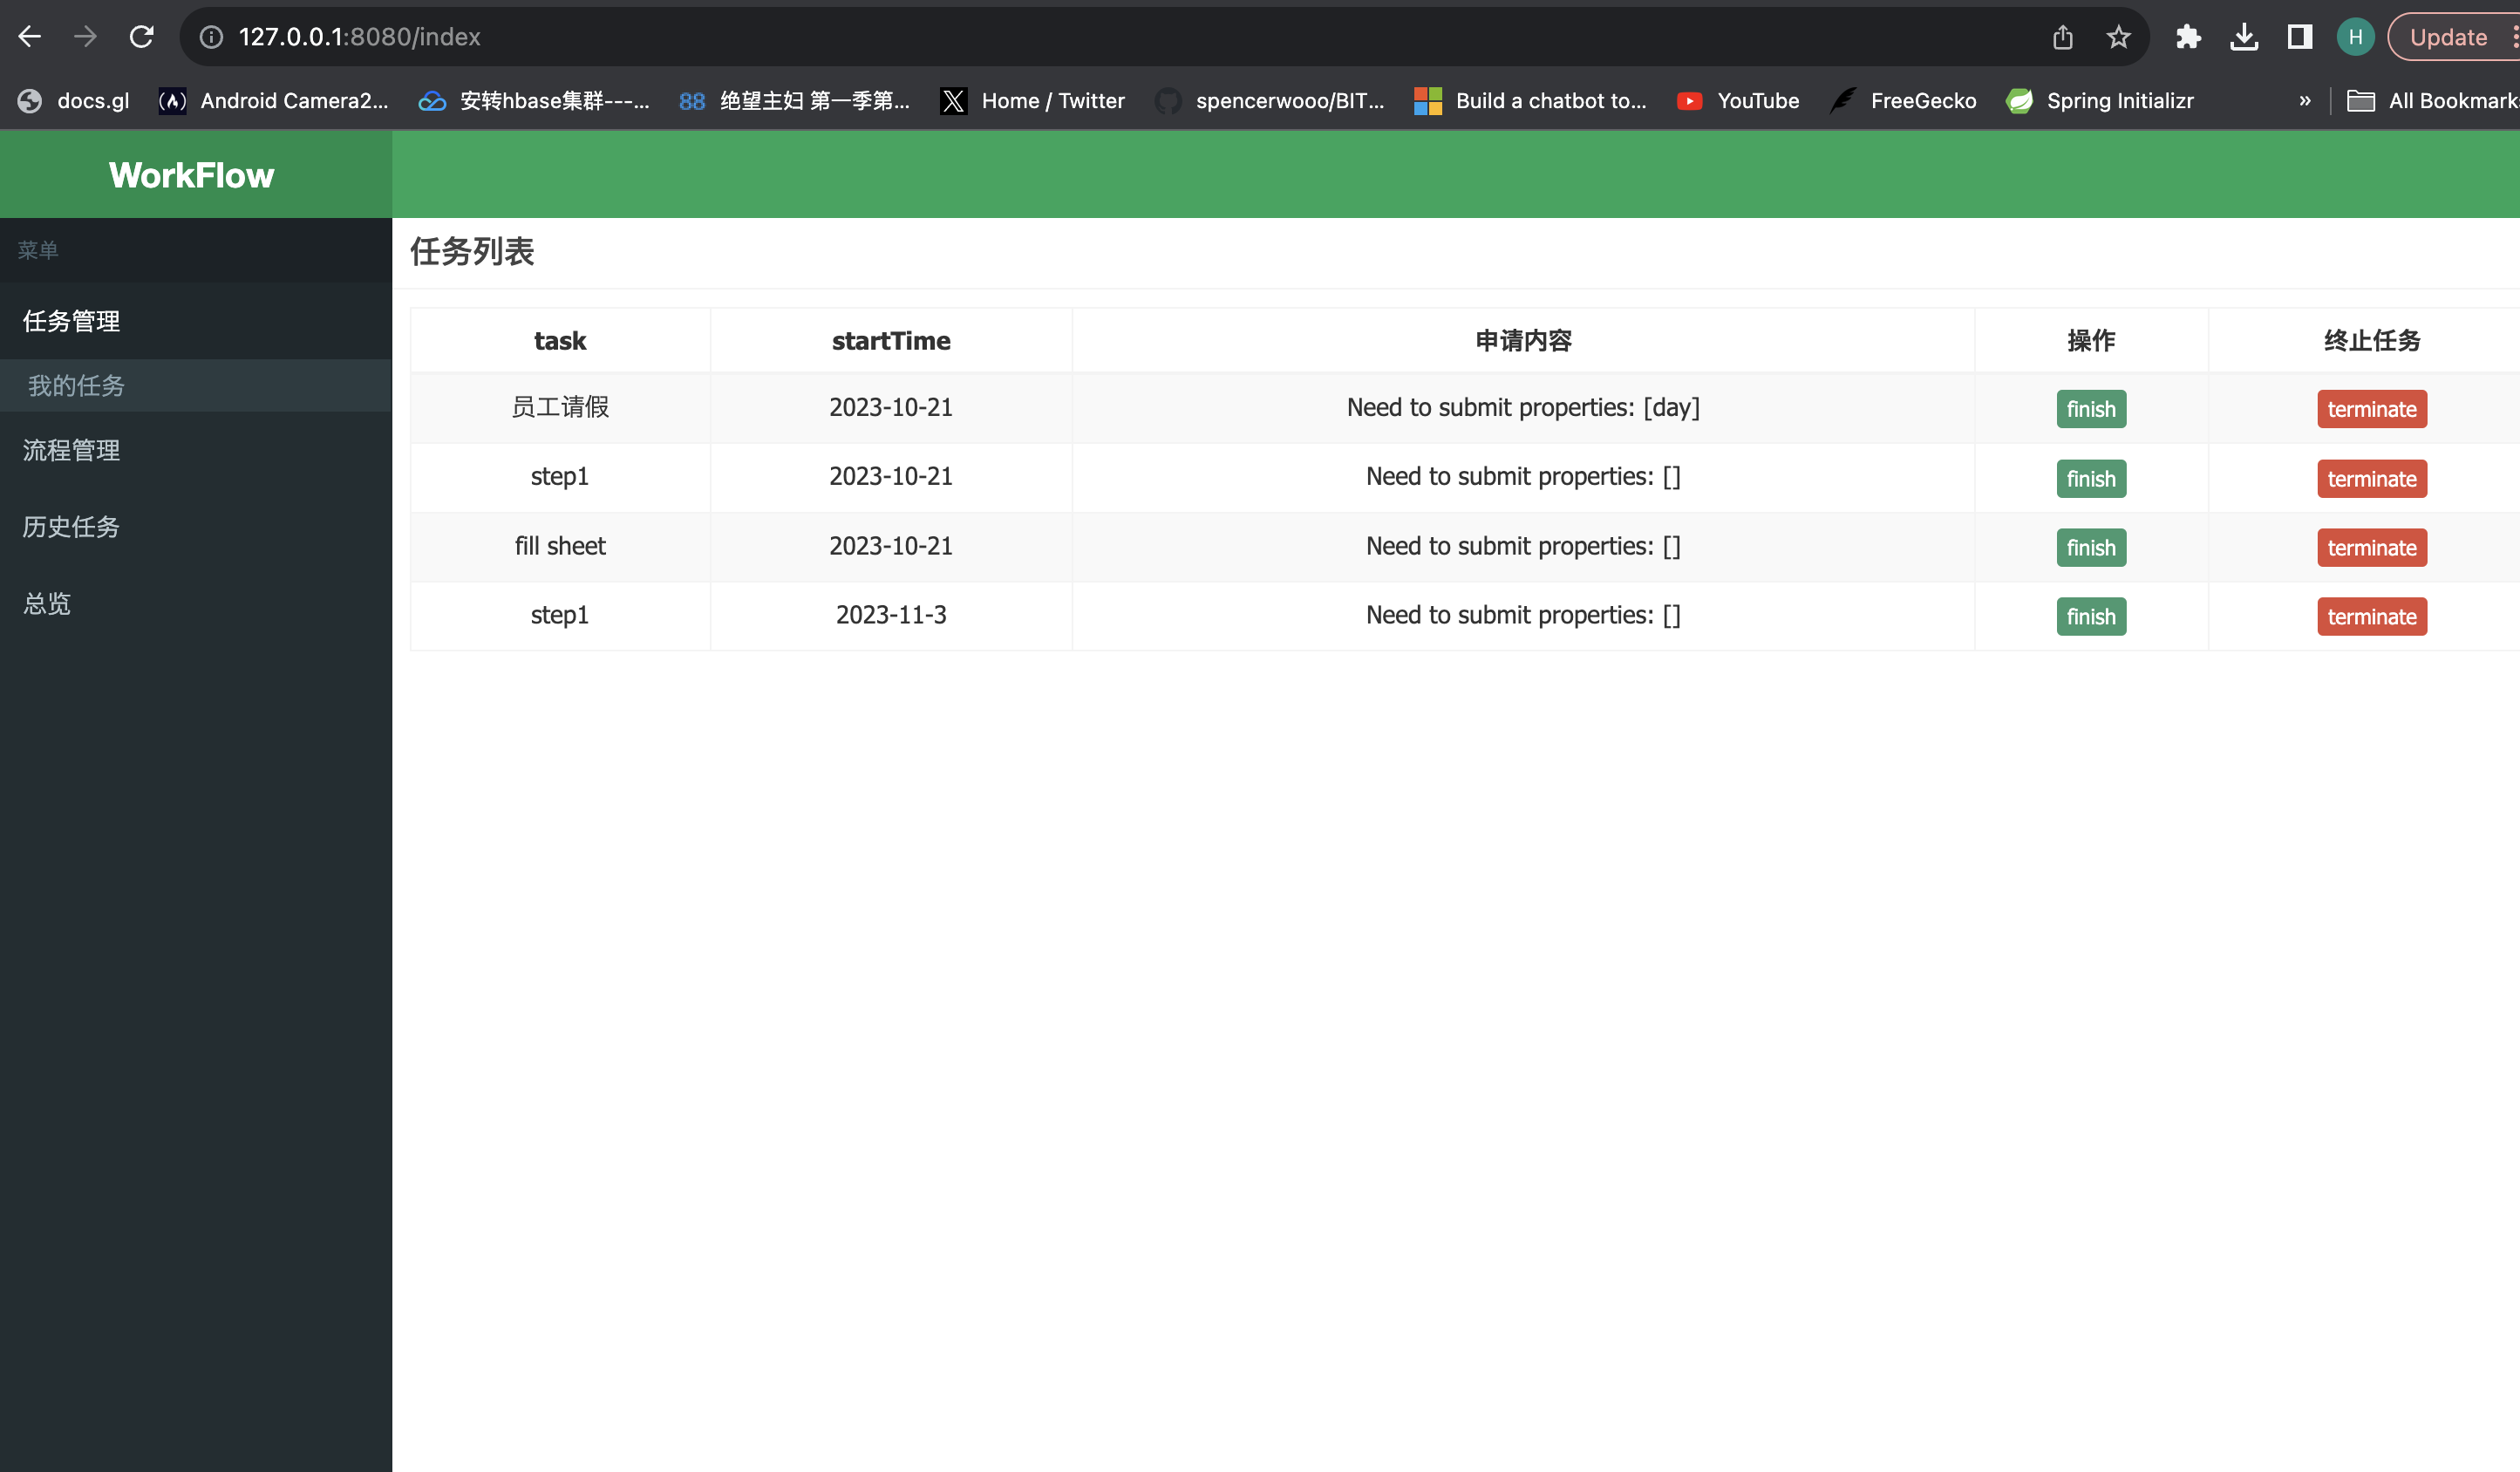 127.0.0.1:8080/index
H
Update
docs.gl
Android Camera2...
安转hbase集群---...
绝望主妇 第一季第...
Home / Twitter
spencerwooo/BIT...
Build a chatbot to...
YouTube
FreeGecko
Spring Initializr
»
All Bookmark
WorkFlow
菜单
任务管理
我的任务
流程管理
历史任务
总览
任务列表
task startTime 申请内容 操作 终止任务
员工请假 2023-10-21 Need to submit properties: [day] finish terminate
step1 2023-10-21 Need to submit properties: [] finish terminate
fill sheet 2023-10-21 Need to submit properties: [] finish terminate
step1 2023-11-3 Need to submit properties: [] finish terminate